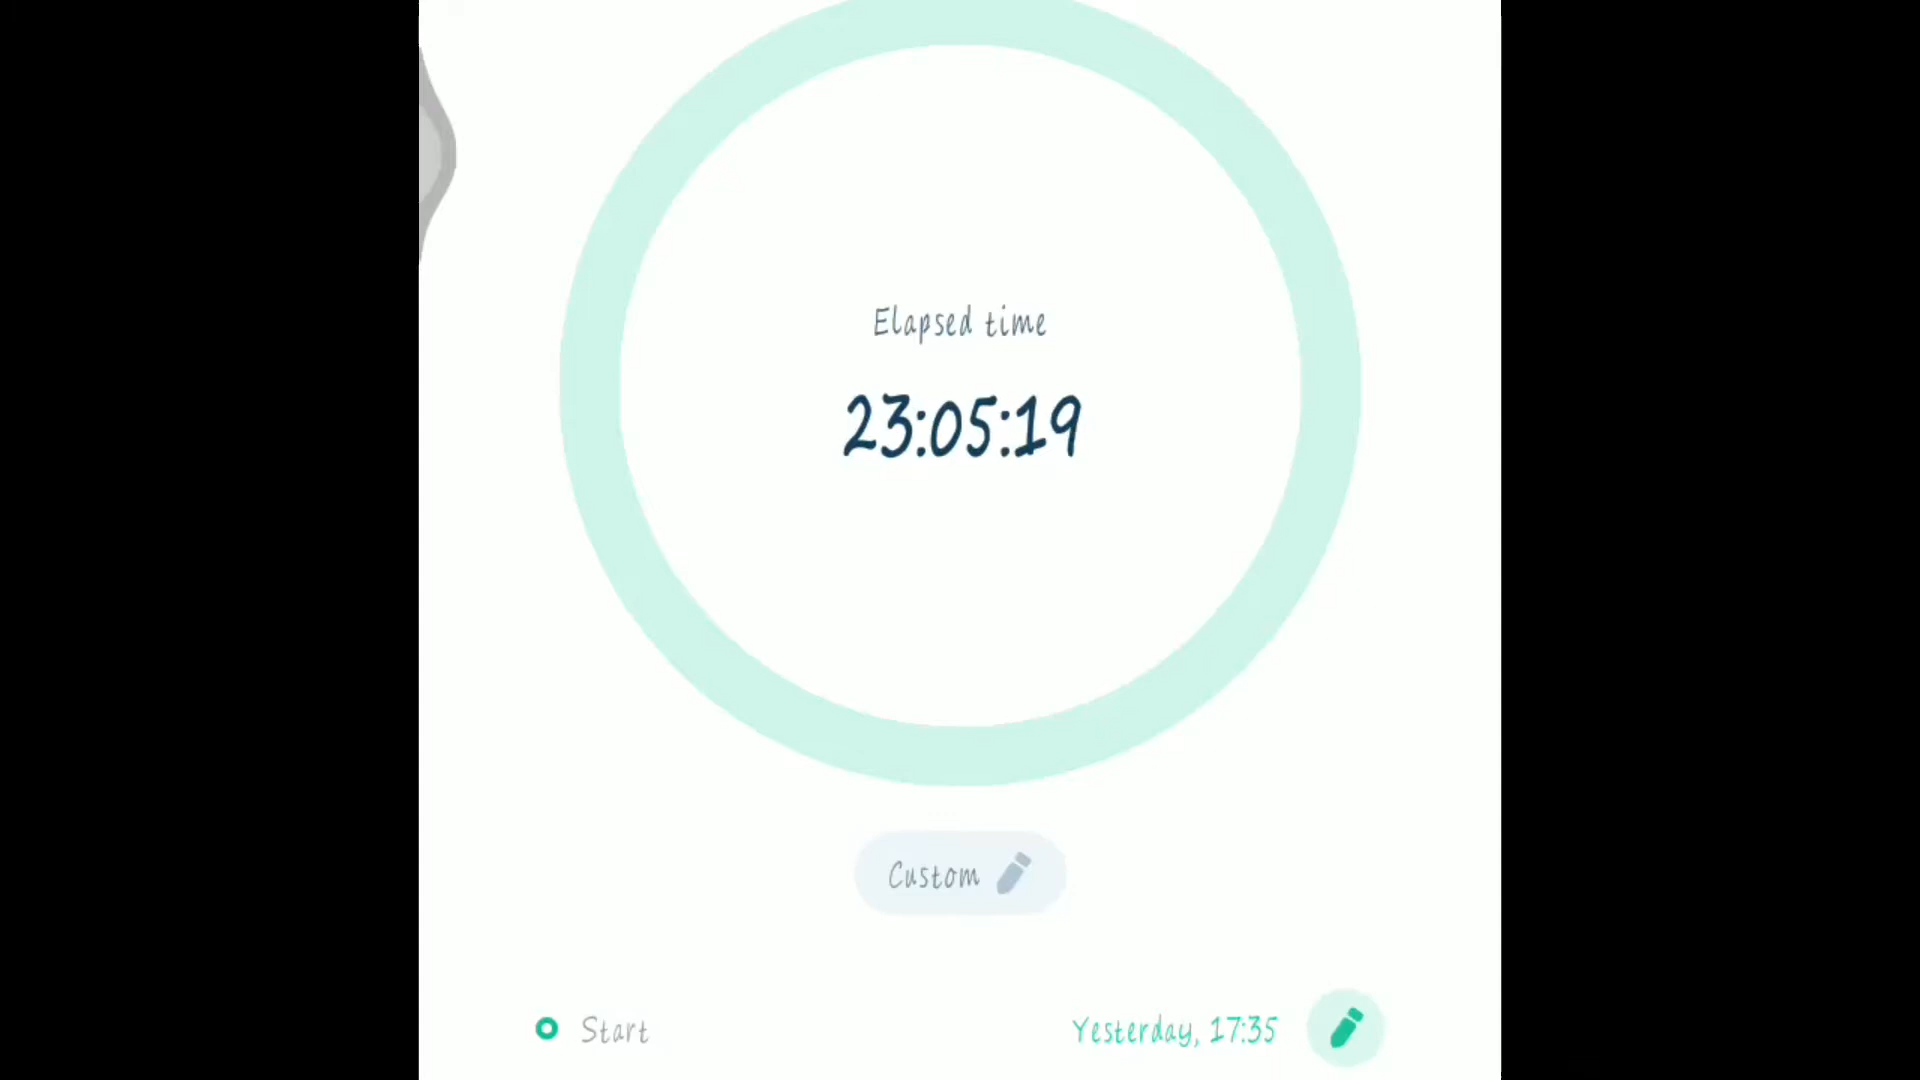 Elapsed time
23:05:19
Custom
Start
Yesterday, 17:35